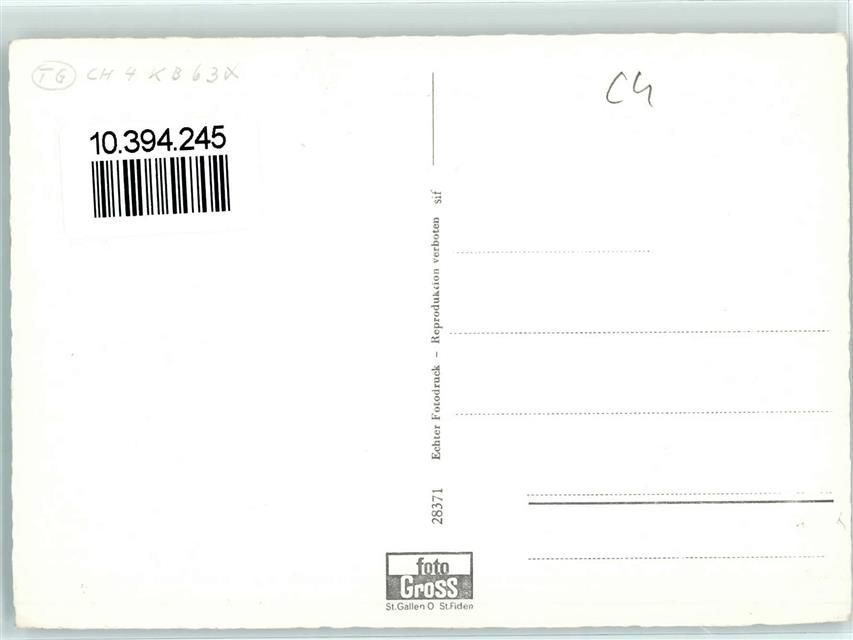 TG CH 4 KB 63X
CH
10.394.245
28371 Echter Fotodruck – Reproduktion verboten sif
foto
Gross
St.Gallen O St.Fiden